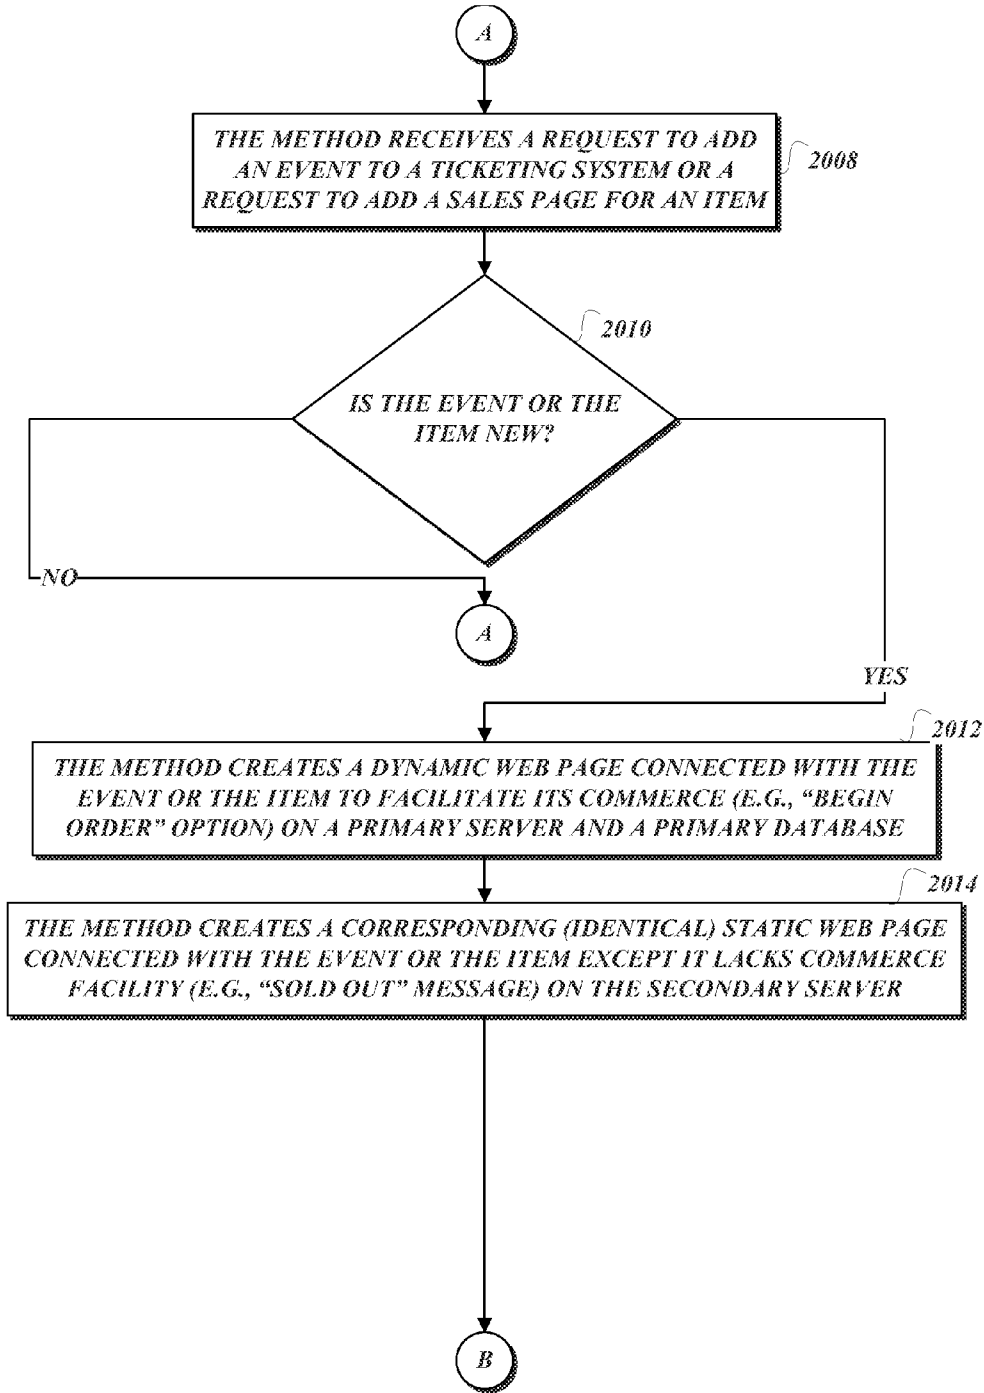 A
THE METHOD RECEIVES A REQUEST TO ADD
AN EVENT TO A TICKETING SYSTEM OR A
REQUEST TO ADD A SALES PAGE FOR AN ITEM
2008
2010
IS THE EVENT OR THE
ITEM NEW?
NO
A
YES
2012
THE METHOD CREATES A DYNAMIC WEB PAGE CONNECTED WITH THE
EVENT OR THE ITEM TO FACILITATE ITS COMMERCE (E.G., “BEGIN
ORDER” OPTION) ON A PRIMARY SERVER AND A PRIMARY DATABASE
2014
THE METHOD CREATES A CORRESPONDING (IDENTICAL) STATIC WEB PAGE
CONNECTED WITH THE EVENT OR THE ITEM EXCEPT IT LACKS COMMERCE
FACILITY (E.G., “SOLD OUT” MESSAGE) ON THE SECONDARY SERVER
B